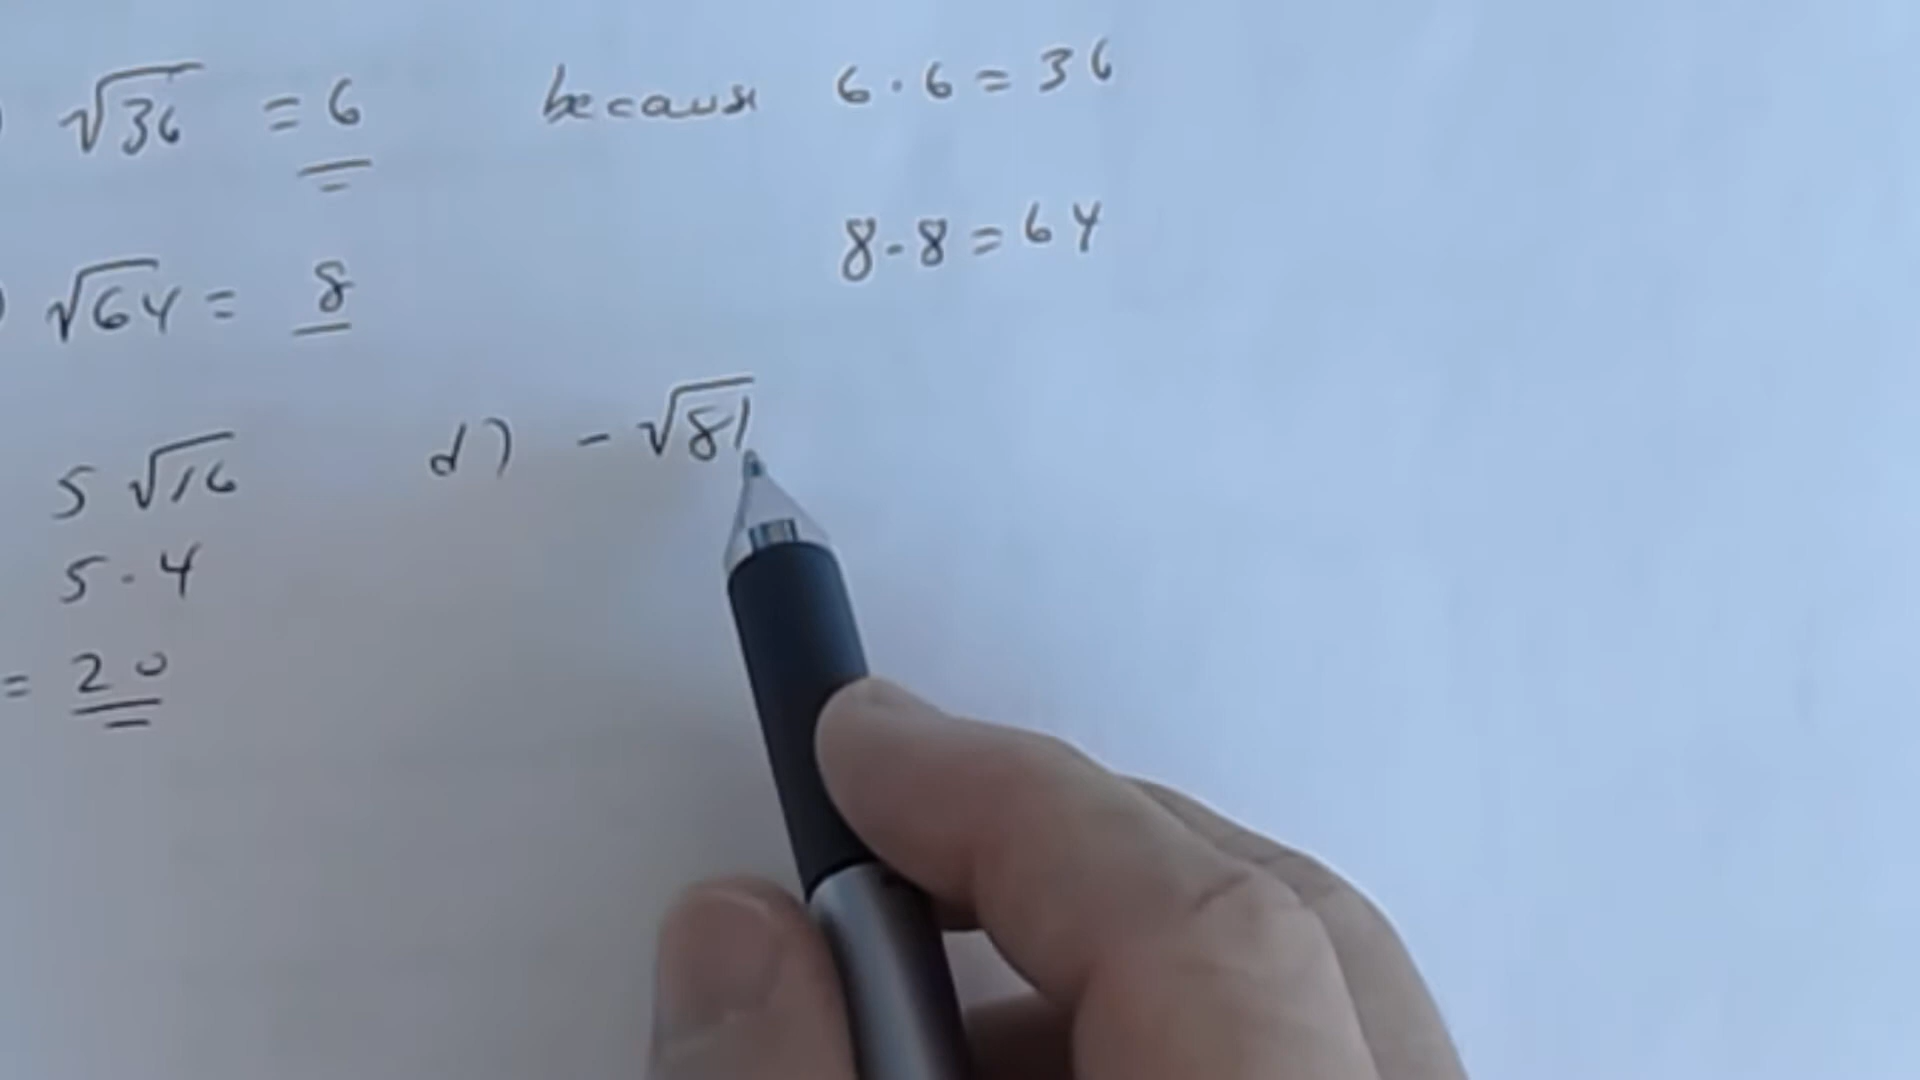 √36 = 6 because 6 · 6 = 36
8 · 8 = 64
√64 = 8
5 √16
d) - √81
5 · 4
= 20